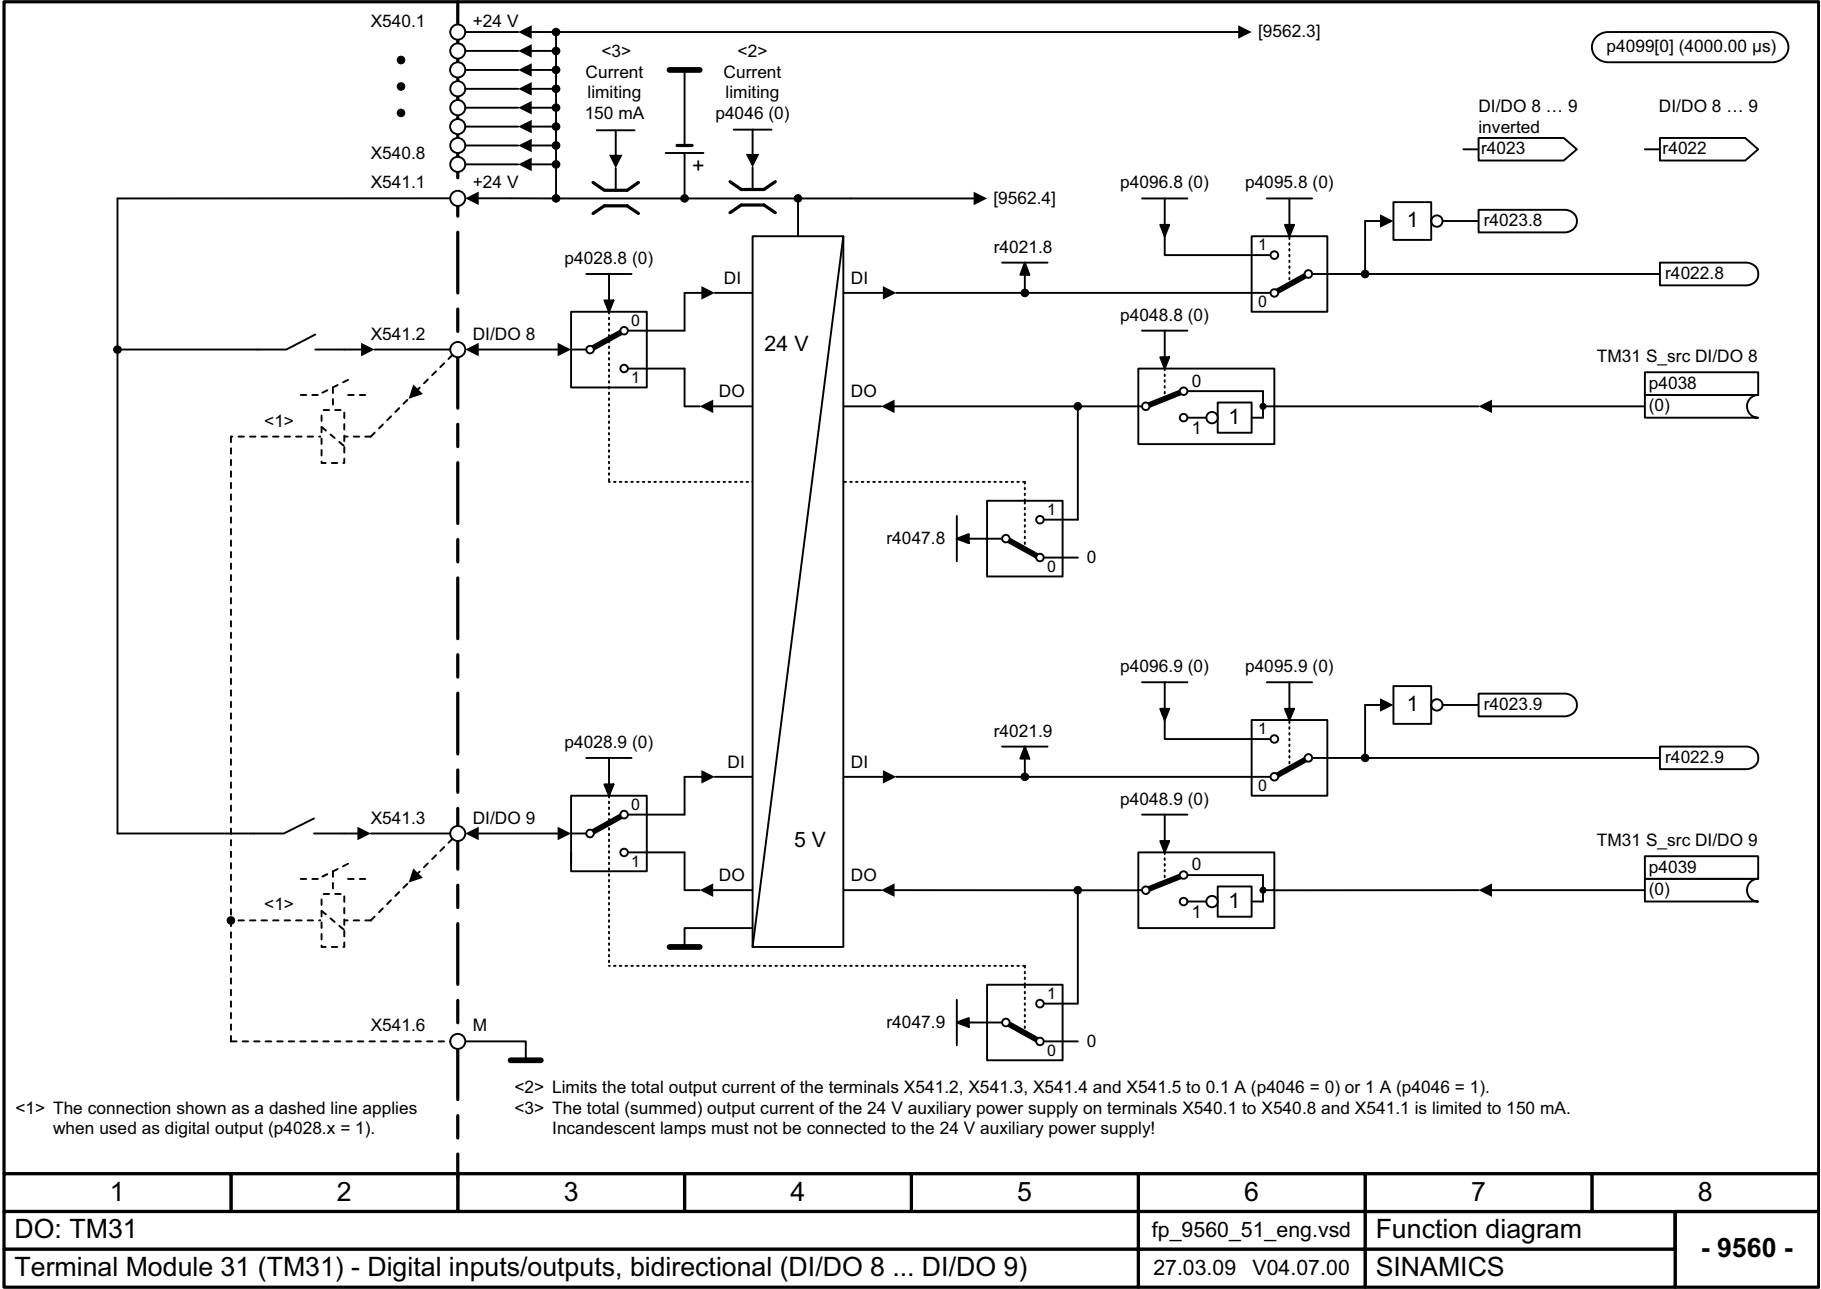 X540.1
+24 V
[9562.3]
p4099[0] (4000.00 µs)
<3>
Current
limiting
150 mA
<2>
Current
limiting
p4046 (0)
DI/DO 8 … 9
inverted
r4023
DI/DO 8 … 9
r4022
X540.8
+
X541.1
+24 V
[9562.4]
p4096.8 (0)
p4095.8 (0)
1
0
1
r4023.8
r4022.8
p4028.8 (0)
0
1
DI
DI
r4021.8
X541.2
DI/DO 8
24 V
p4048.8 (0)
0
1
1
TM31 S_src DI/DO 8
p4038
(0)
DO
DO
<1>
r4047.8
1
0
0
p4096.9 (0)
p4095.9 (0)
1
0
1
r4023.9
r4022.9
p4028.9 (0)
0
1
DI
DI
r4021.9
X541.3
DI/DO 9
5 V
p4048.9 (0)
0
1
1
TM31 S_src DI/DO 9
p4039
(0)
DO
DO
<1>
r4047.9
1
0
0
X541.6
M
<1> The connection shown as a dashed line applies
when used as digital output (p4028.x = 1).
<2> Limits the total output current of the terminals X541.2, X541.3, X541.4 and X541.5 to 0.1 A (p4046 = 0) or 1 A (p4046 = 1).
<3> The total (summed) output current of the 24 V auxiliary power supply on terminals X540.1 to X540.8 and X541.1 is limited to 150 mA.
Incandescent lamps must not be connected to the 24 V auxiliary power supply!
1 2 3 4 5 6 7 8
DO: TM31
fp_9560_51_eng.vsd
Function diagram
- 9560 -
Terminal Module 31 (TM31) - Digital inputs/outputs, bidirectional (DI/DO 8 ... DI/DO 9)
27.03.09 V04.07.00
SINAMICS